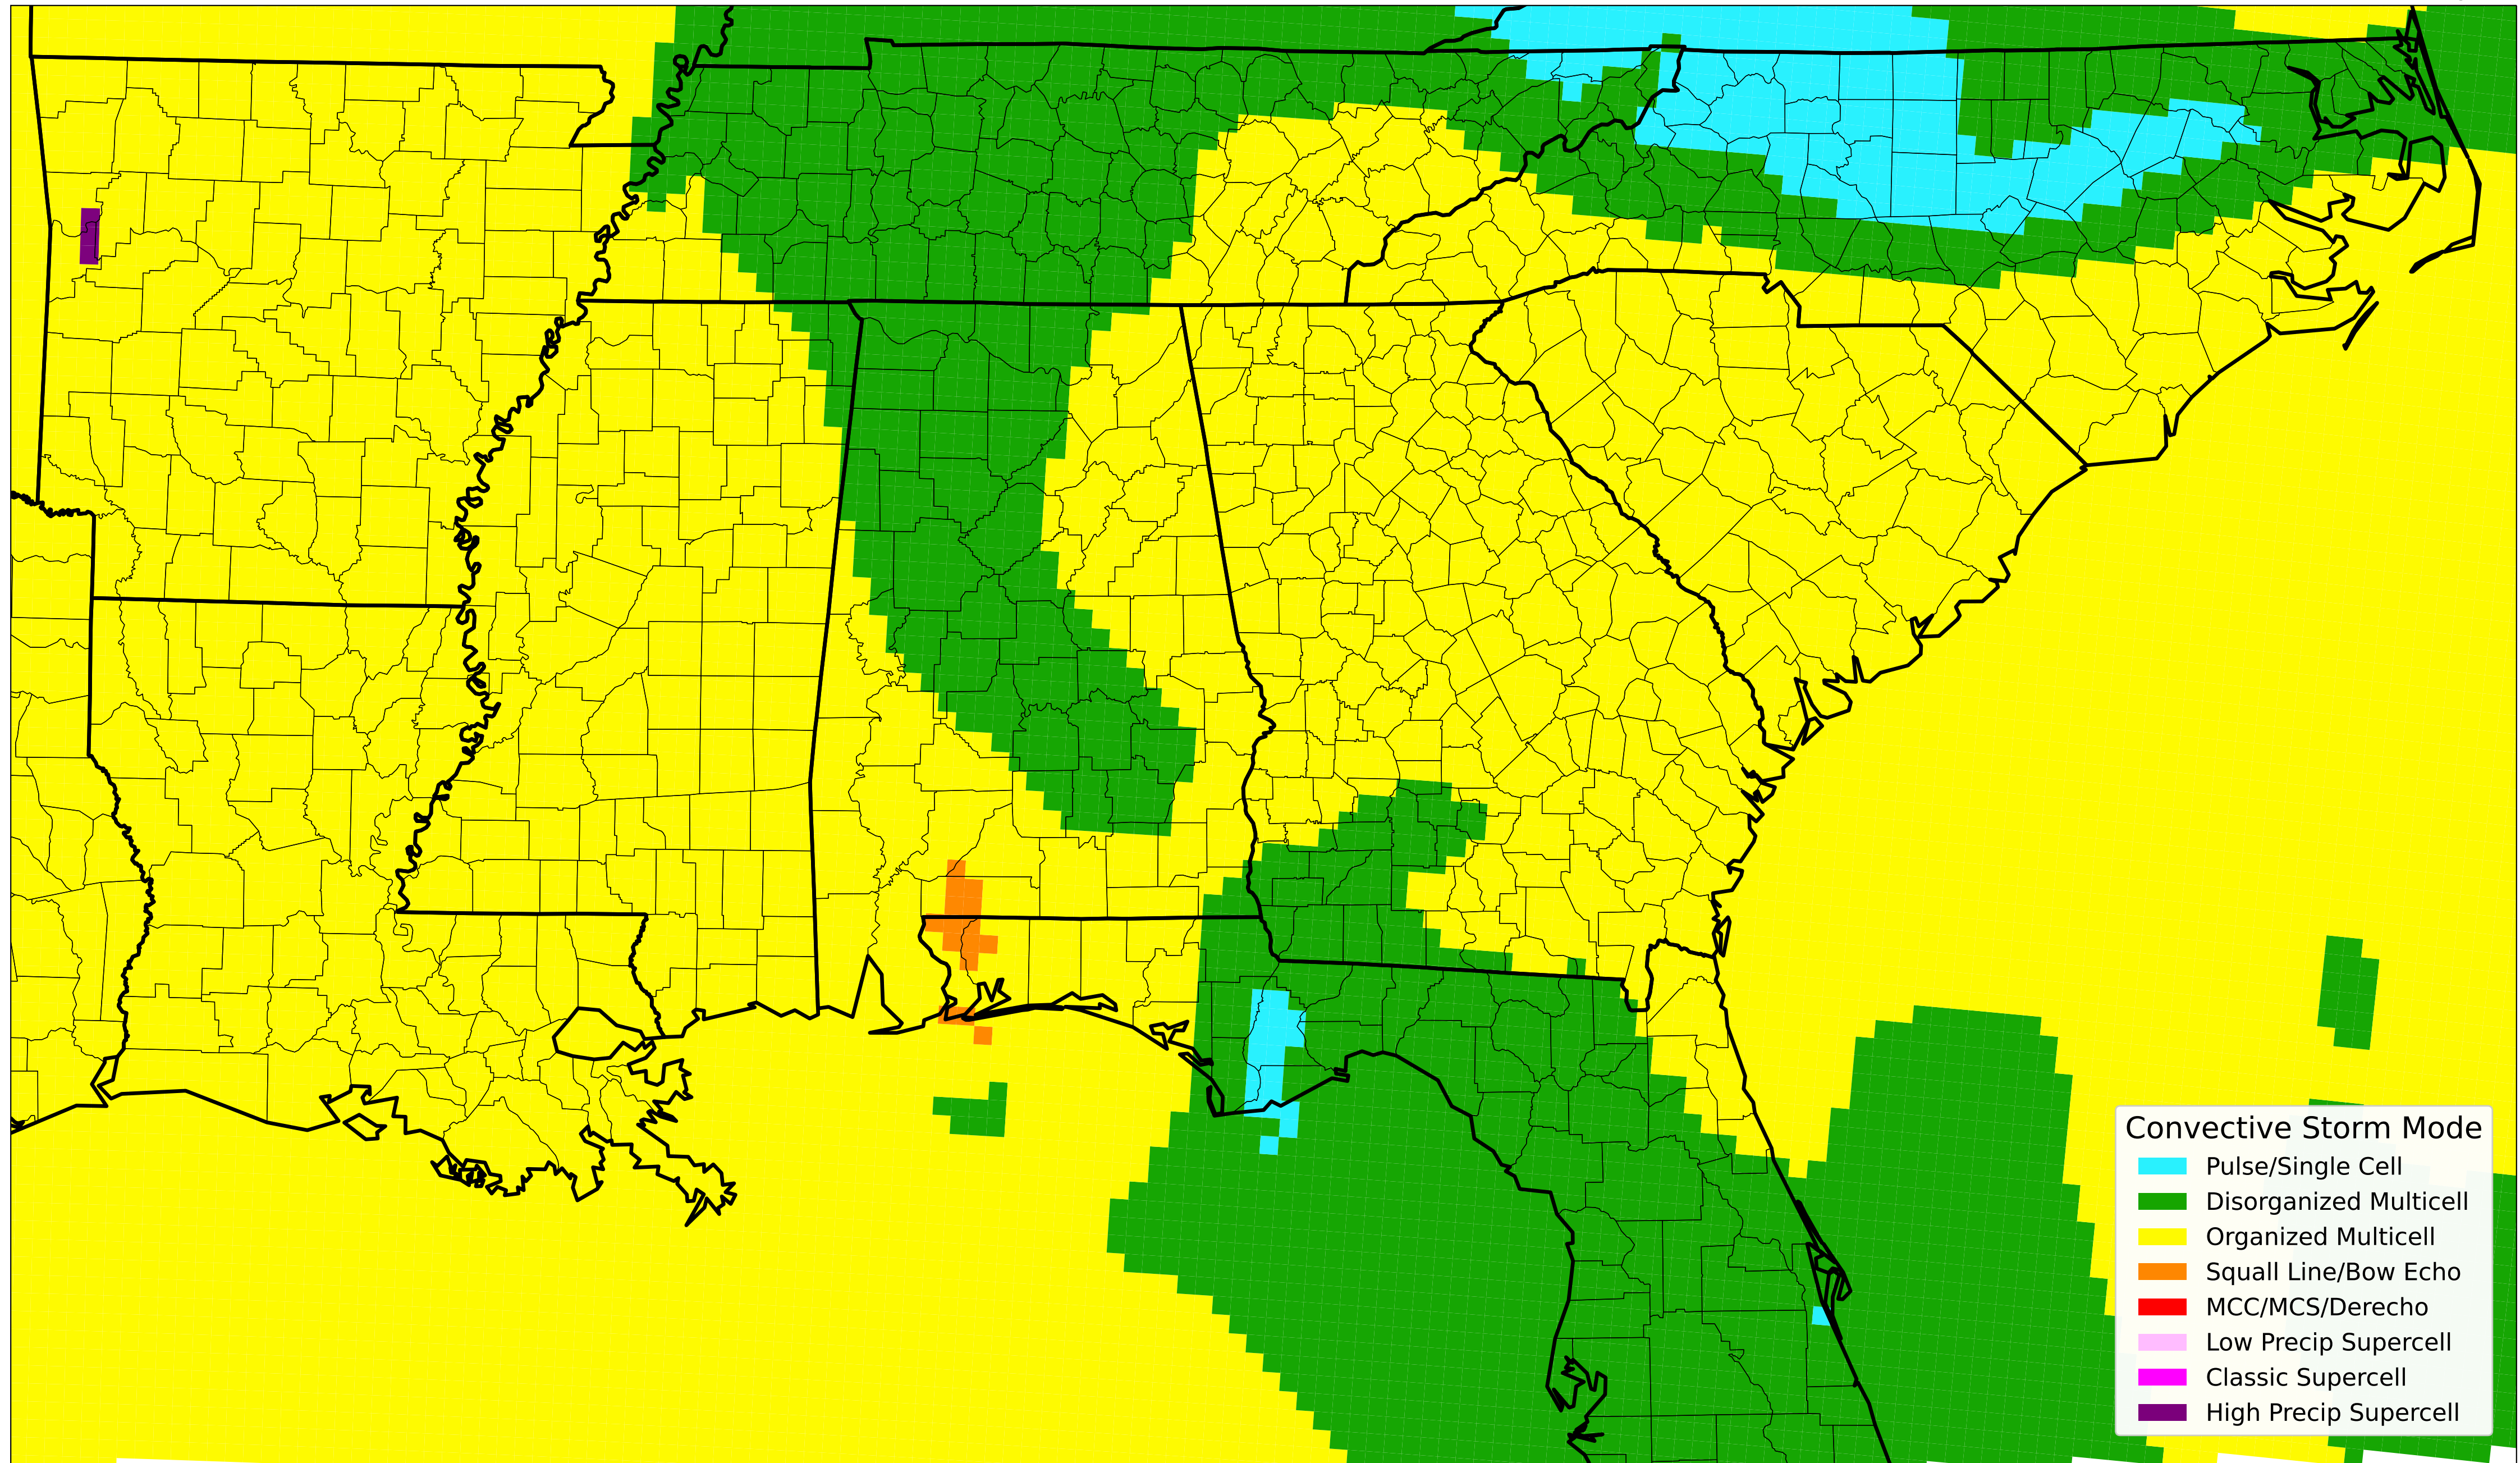 Convective Storm Mode
Pulse/Single Cell
Disorganized Multicell
Organized Multicell
Squall Line/Bow Echo
MCC/MCS/Derecho
Low Precip Supercell
Classic Supercell
High Precip Supercell